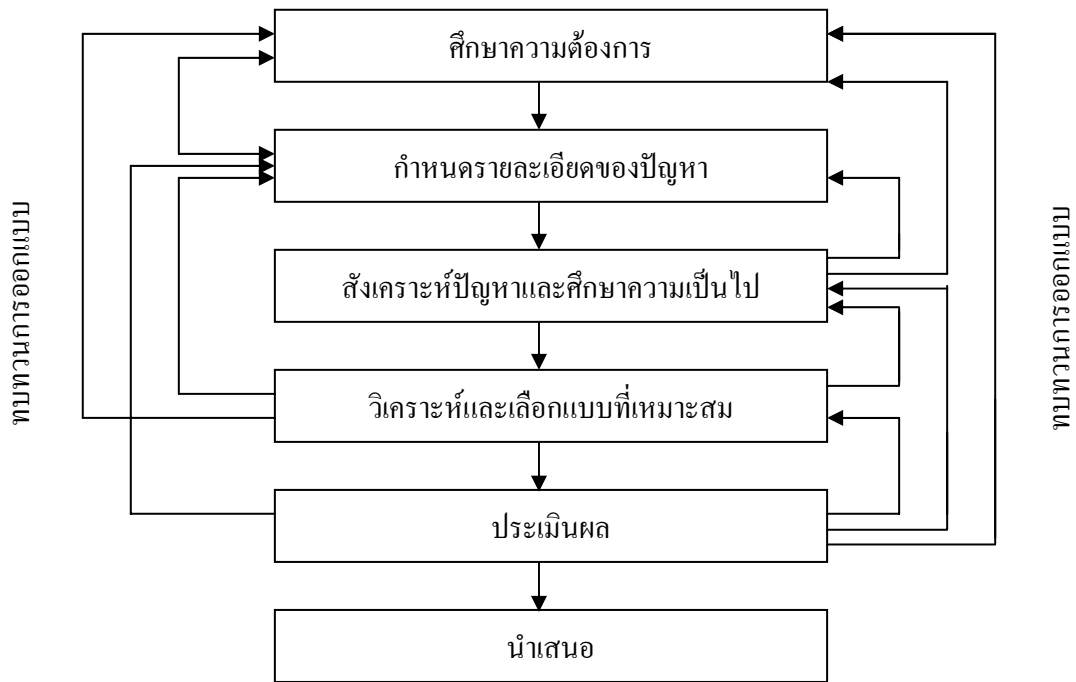 ศึกษาความต้องการ
กำหนดรายละเอียดของปัญหา
สังเคราะห์ปัญหาและศึกษาความเป็นไป
วิเคราะห์และเลือกแบบที่เหมาะสม
ประเมินผล
นำเสนอ
ทบทวนการออกแบบ
ทบทวนการออกแบบ